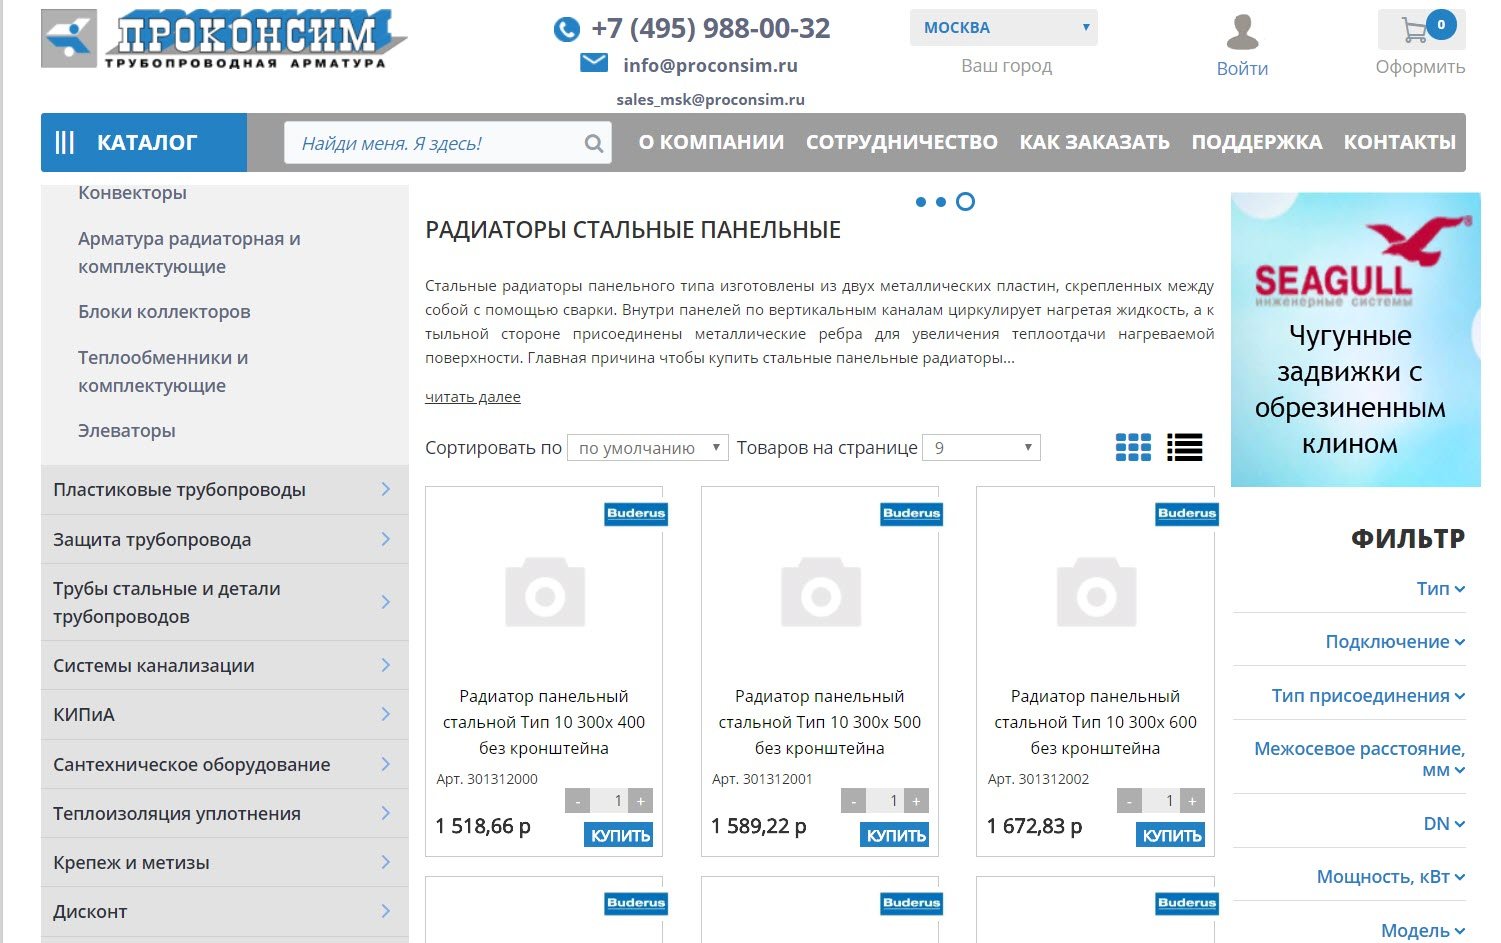 ПРОКОНСИМ
ТРУБОПРОВОДНАЯ АРМАТУРА
+7 (495) 988-00-32
info@proconsim.ru
sales_msk@proconsim.ru
МОСКВА
Ваш город
Войти
0
Оформить
КАТАЛОГ
Найди меня. Я здесь!
О КОМПАНИИ
СОТРУДНИЧЕСТВО
КАК ЗАКАЗАТЬ
ПОДДЕРЖКА
КОНТАКТЫ
Конвекторы
Арматура радиаторная и
комплектующие
Блоки коллекторов
Теплообменники и
комплектующие
Элеваторы
Пластиковые трубопроводы
Защита трубопровода
Трубы стальные и детали
трубопроводов
Системы канализации
КИПиА
Сантехническое оборудование
Теплоизоляция уплотнения
Крепеж и метизы
Дисконт
РАДИАТОРЫ СТАЛЬНЫЕ ПАНЕЛЬНЫЕ
Стальные радиаторы панельного типа изготовлены из двух металлических пластин, скрепленных между
собой с помощью сварки. Внутри панелей по вертикальным каналам циркулирует нагретая жидкость, а к
тыльной стороне присоединены металлические ребра для увеличения теплоотдачи нагреваемой
поверхности. Главная причина чтобы купить стальные панельные радиаторы...
читать далее
Сортировать по
по умолчанию
Товаров на странице
9
Buderus
Радиатор панельный
стальной Тип 10 300х 400
без кронштейна
Арт. 301312000
- 1 +
1 518,66 р
КУПИТЬ
Buderus
Радиатор панельный
стальной Тип 10 300х 500
без кронштейна
Арт. 301312001
- 1 +
1 589,22 р
КУПИТЬ
Buderus
Радиатор панельный
стальной Тип 10 300х 600
без кронштейна
Арт. 301312002
- 1 +
1 672,83 р
КУПИТЬ
Buderus
Buderus
Buderus
SEAGULL
инженерные системы
Чугунные
задвижки с
обрезиненным
клином
ФИЛЬТР
Тип
Подключение
Тип присоединения
Межосевое расстояние,
мм
DN
Мощность, кВт
Модель